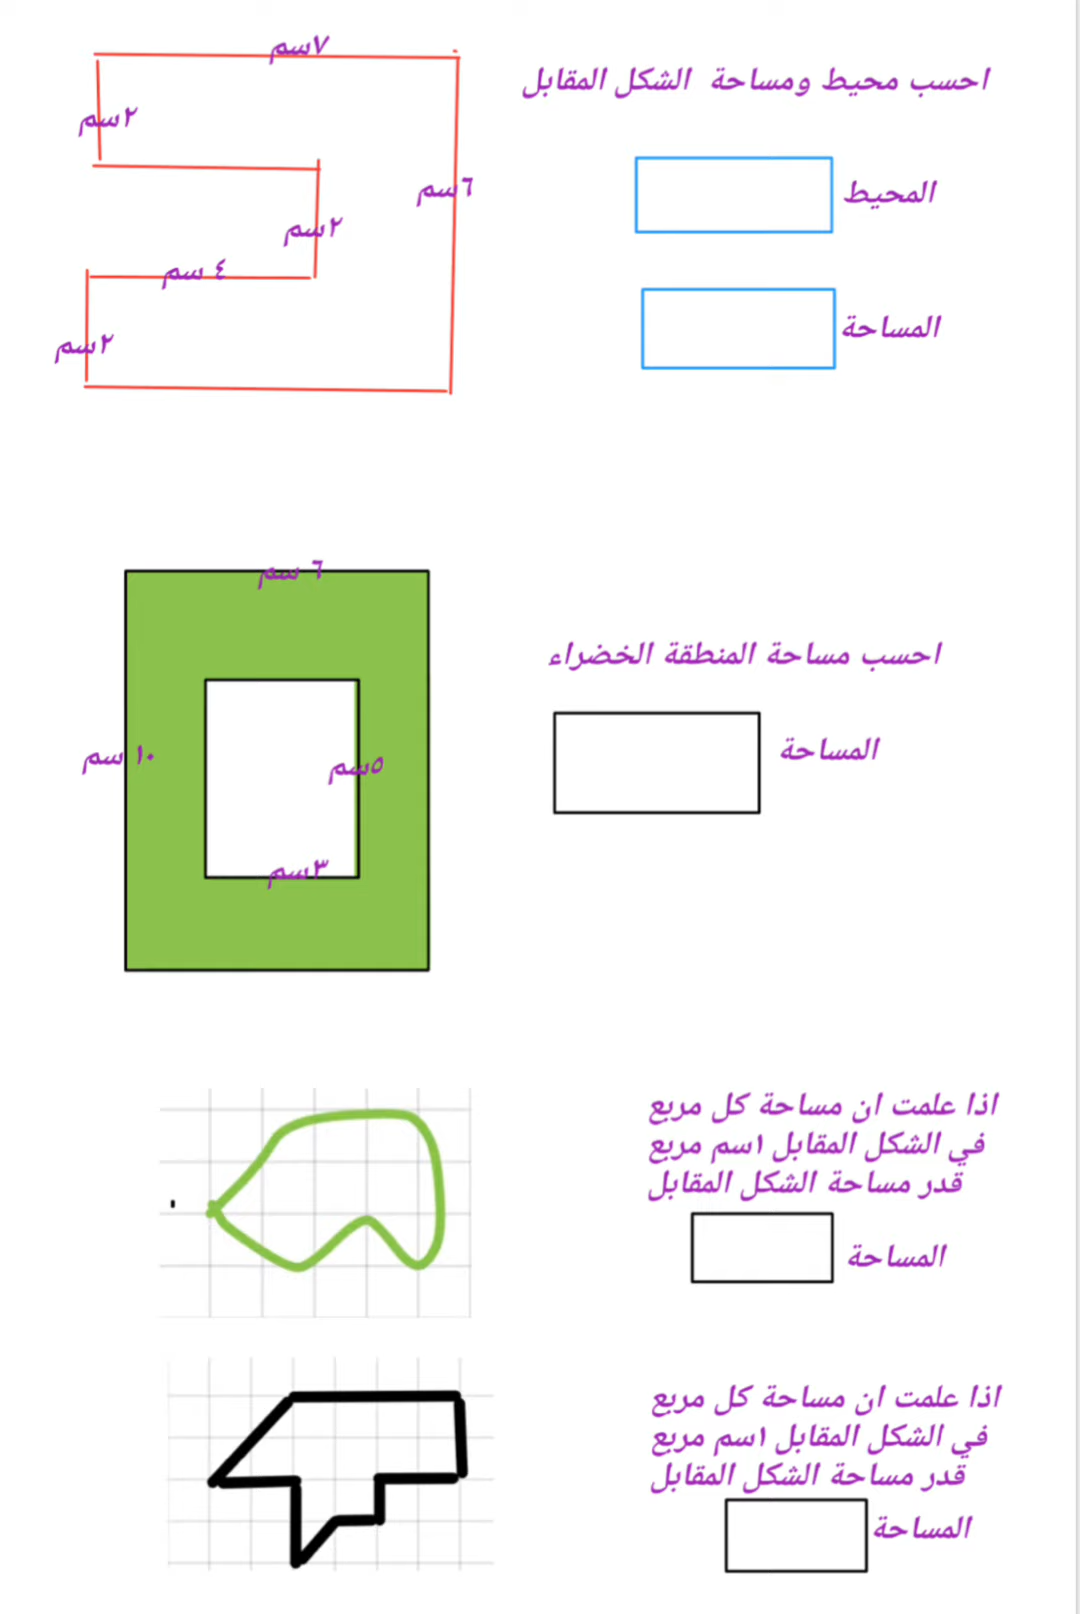 احسب محيط ومساحة الشكل المقابل
٧سم
٢سم
المحيط
٦سم
٢سم
٤ سم
المساحة
٢سم
٦ سم
احسب مساحة المنطقة الخضراء
المساحة
١٠ سم
٥سم
٣سم
اذا علمت ان مساحة كل مربع
في الشكل المقابل ١سم مربع
قدر مساحة الشكل المقابل
المساحة
اذا علمت ان مساحة كل مربع
في الشكل المقابل ١سم مربع
قدر مساحة الشكل المقابل
المساحة